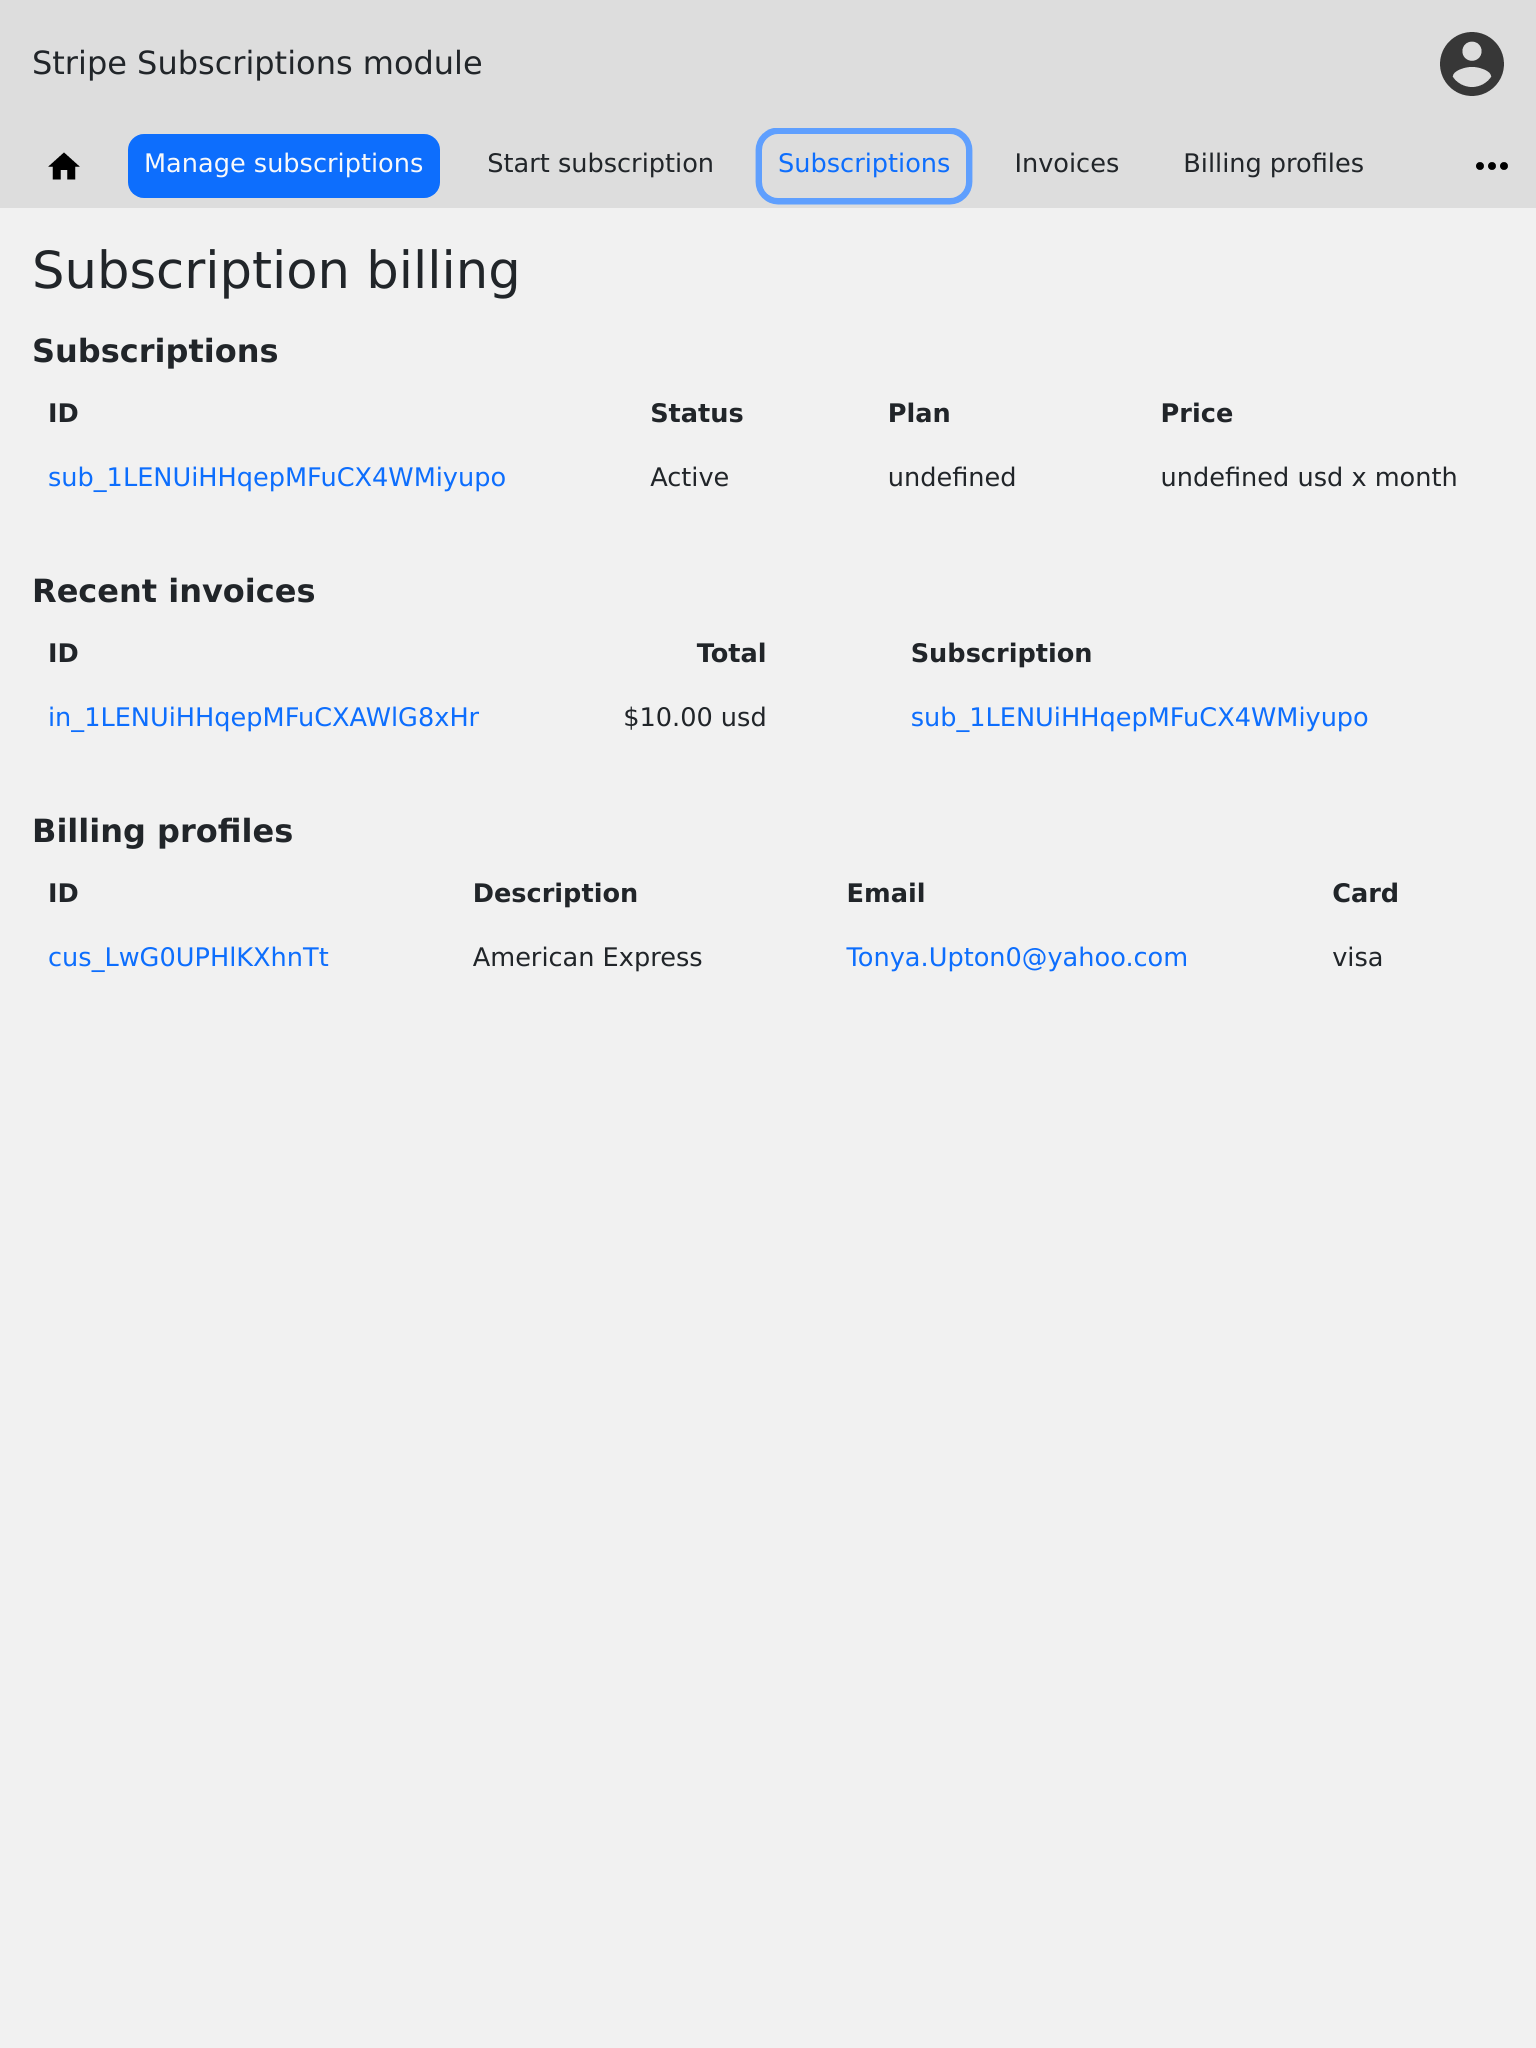 Stripe Subscriptions module
Manage subscriptions Start subscription Subscriptions Invoices Billing profiles
Subscription billing
Subscriptions
ID Status Plan Price
sub_1LENUiHHqepMFuCX4WMiyupo Active undefined undefined usd x month
Recent invoices
ID Total Subscription
in_1LENUiHHqepMFuCXAWlG8xHr $10.00 usd sub_1LENUiHHqepMFuCX4WMiyupo
Billing profiles
ID Description Email Card
cus_LwG0UPHlKXhnTt American Express Tonya.Upton0@yahoo.com visa